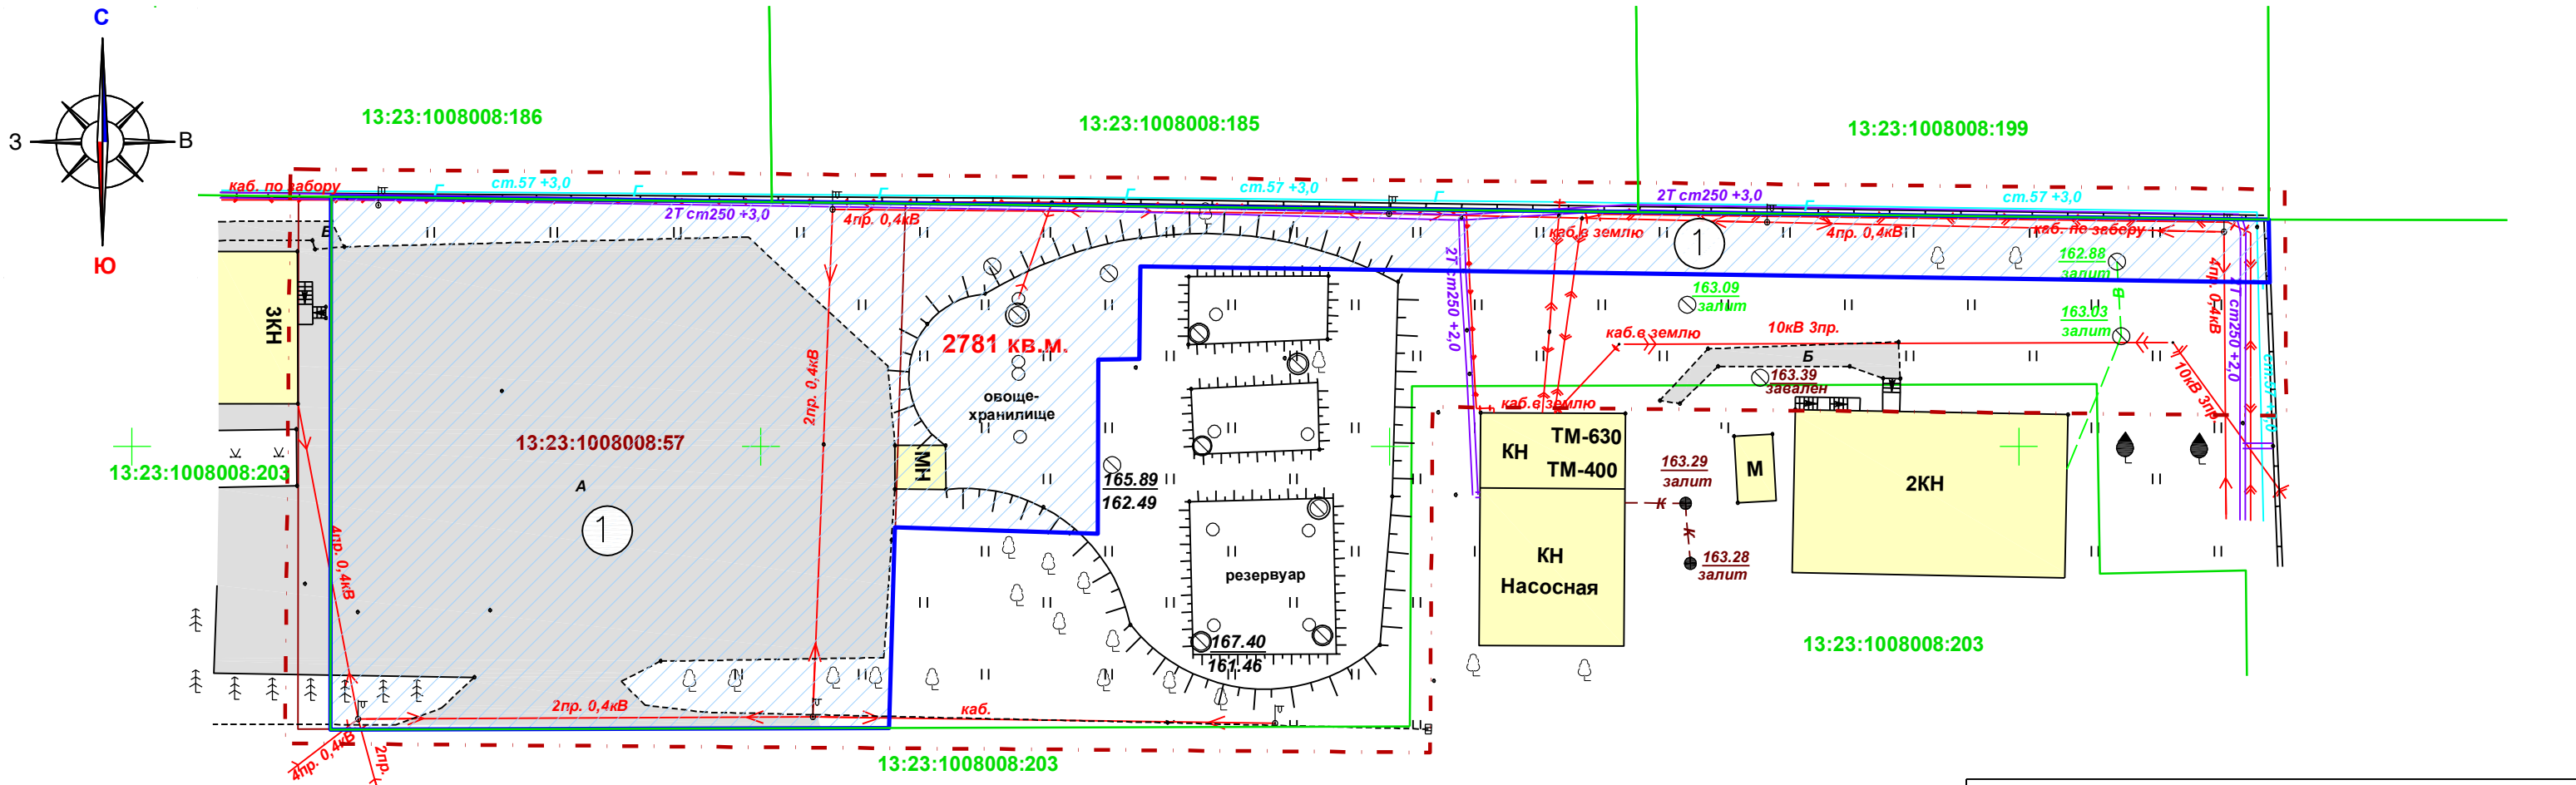 С
З
В
Ю
13:23:1008008:186
13:23:1008008:185
13:23:1008008:199
каб. по забору
Г
ст.57 +3,0
Г
Г
Г
ст.57 +3,0
Г
2Т ст250 +3,0
Г
ст.57 +3,0
2Т ст250 +3,0
4пр. 0,4кВ
каб.в землю
1
4пр. 0,4кВ
каб. по забору
162.88
залит
163.09
залит
В
163.03
залит
4пр. 0,4кВ
2Т ст250 +2,0
2Т ст250 +2,0
3КН
2781 кв.м.
каб.в землю
10кВ 3пр.
Б
163.39
завален
10кВ 3пр.
2пр. 0,4кВ
овоще-
хранилище
каб.в землю
13:23:1008008:57
13:23:1008008:203
А
МН
165.89
162.49
КН
ТМ-630
ТМ-400
163.29
залит
М
2КН
К
К
1
4пр. 0,4кВ
КН
Насосная
163.28
залит
резервуар
167.40
161.46
13:23:1008008:203
2пр. 0,4кВ
каб.
4пр. 0,4кВ
2пр.
13:23:1008008:203